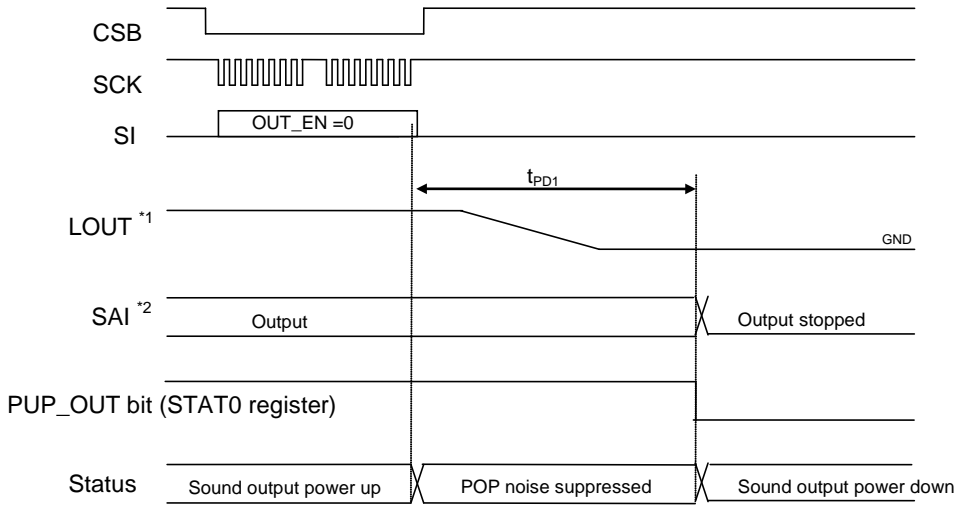 CSB
SCK
SI
OUT_EN =0
tPD1
LOUT *1
GND
SAI *2
Output
Output stopped
PUP_OUT bit (STAT0 register)
Status
Sound output power up
POP noise suppressed
Sound output power down